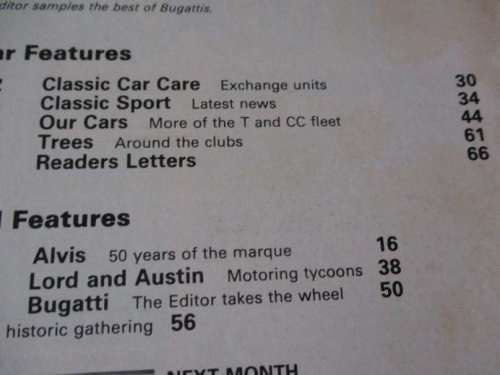 ditor samples the best of Bugattis.
ar Features
Classic Car Care Exchange units 30
Classic Sport Latest news 34
Our Cars More of the T and CC fleet 44
Trees Around the clubs 61
Readers Letters 66
l Features
Alvis 50 years of the marque 16
Lord and Austin Motoring tycoons 38
Bugatti The Editor takes the wheel 50
historic gathering 56
NEXT MONTH